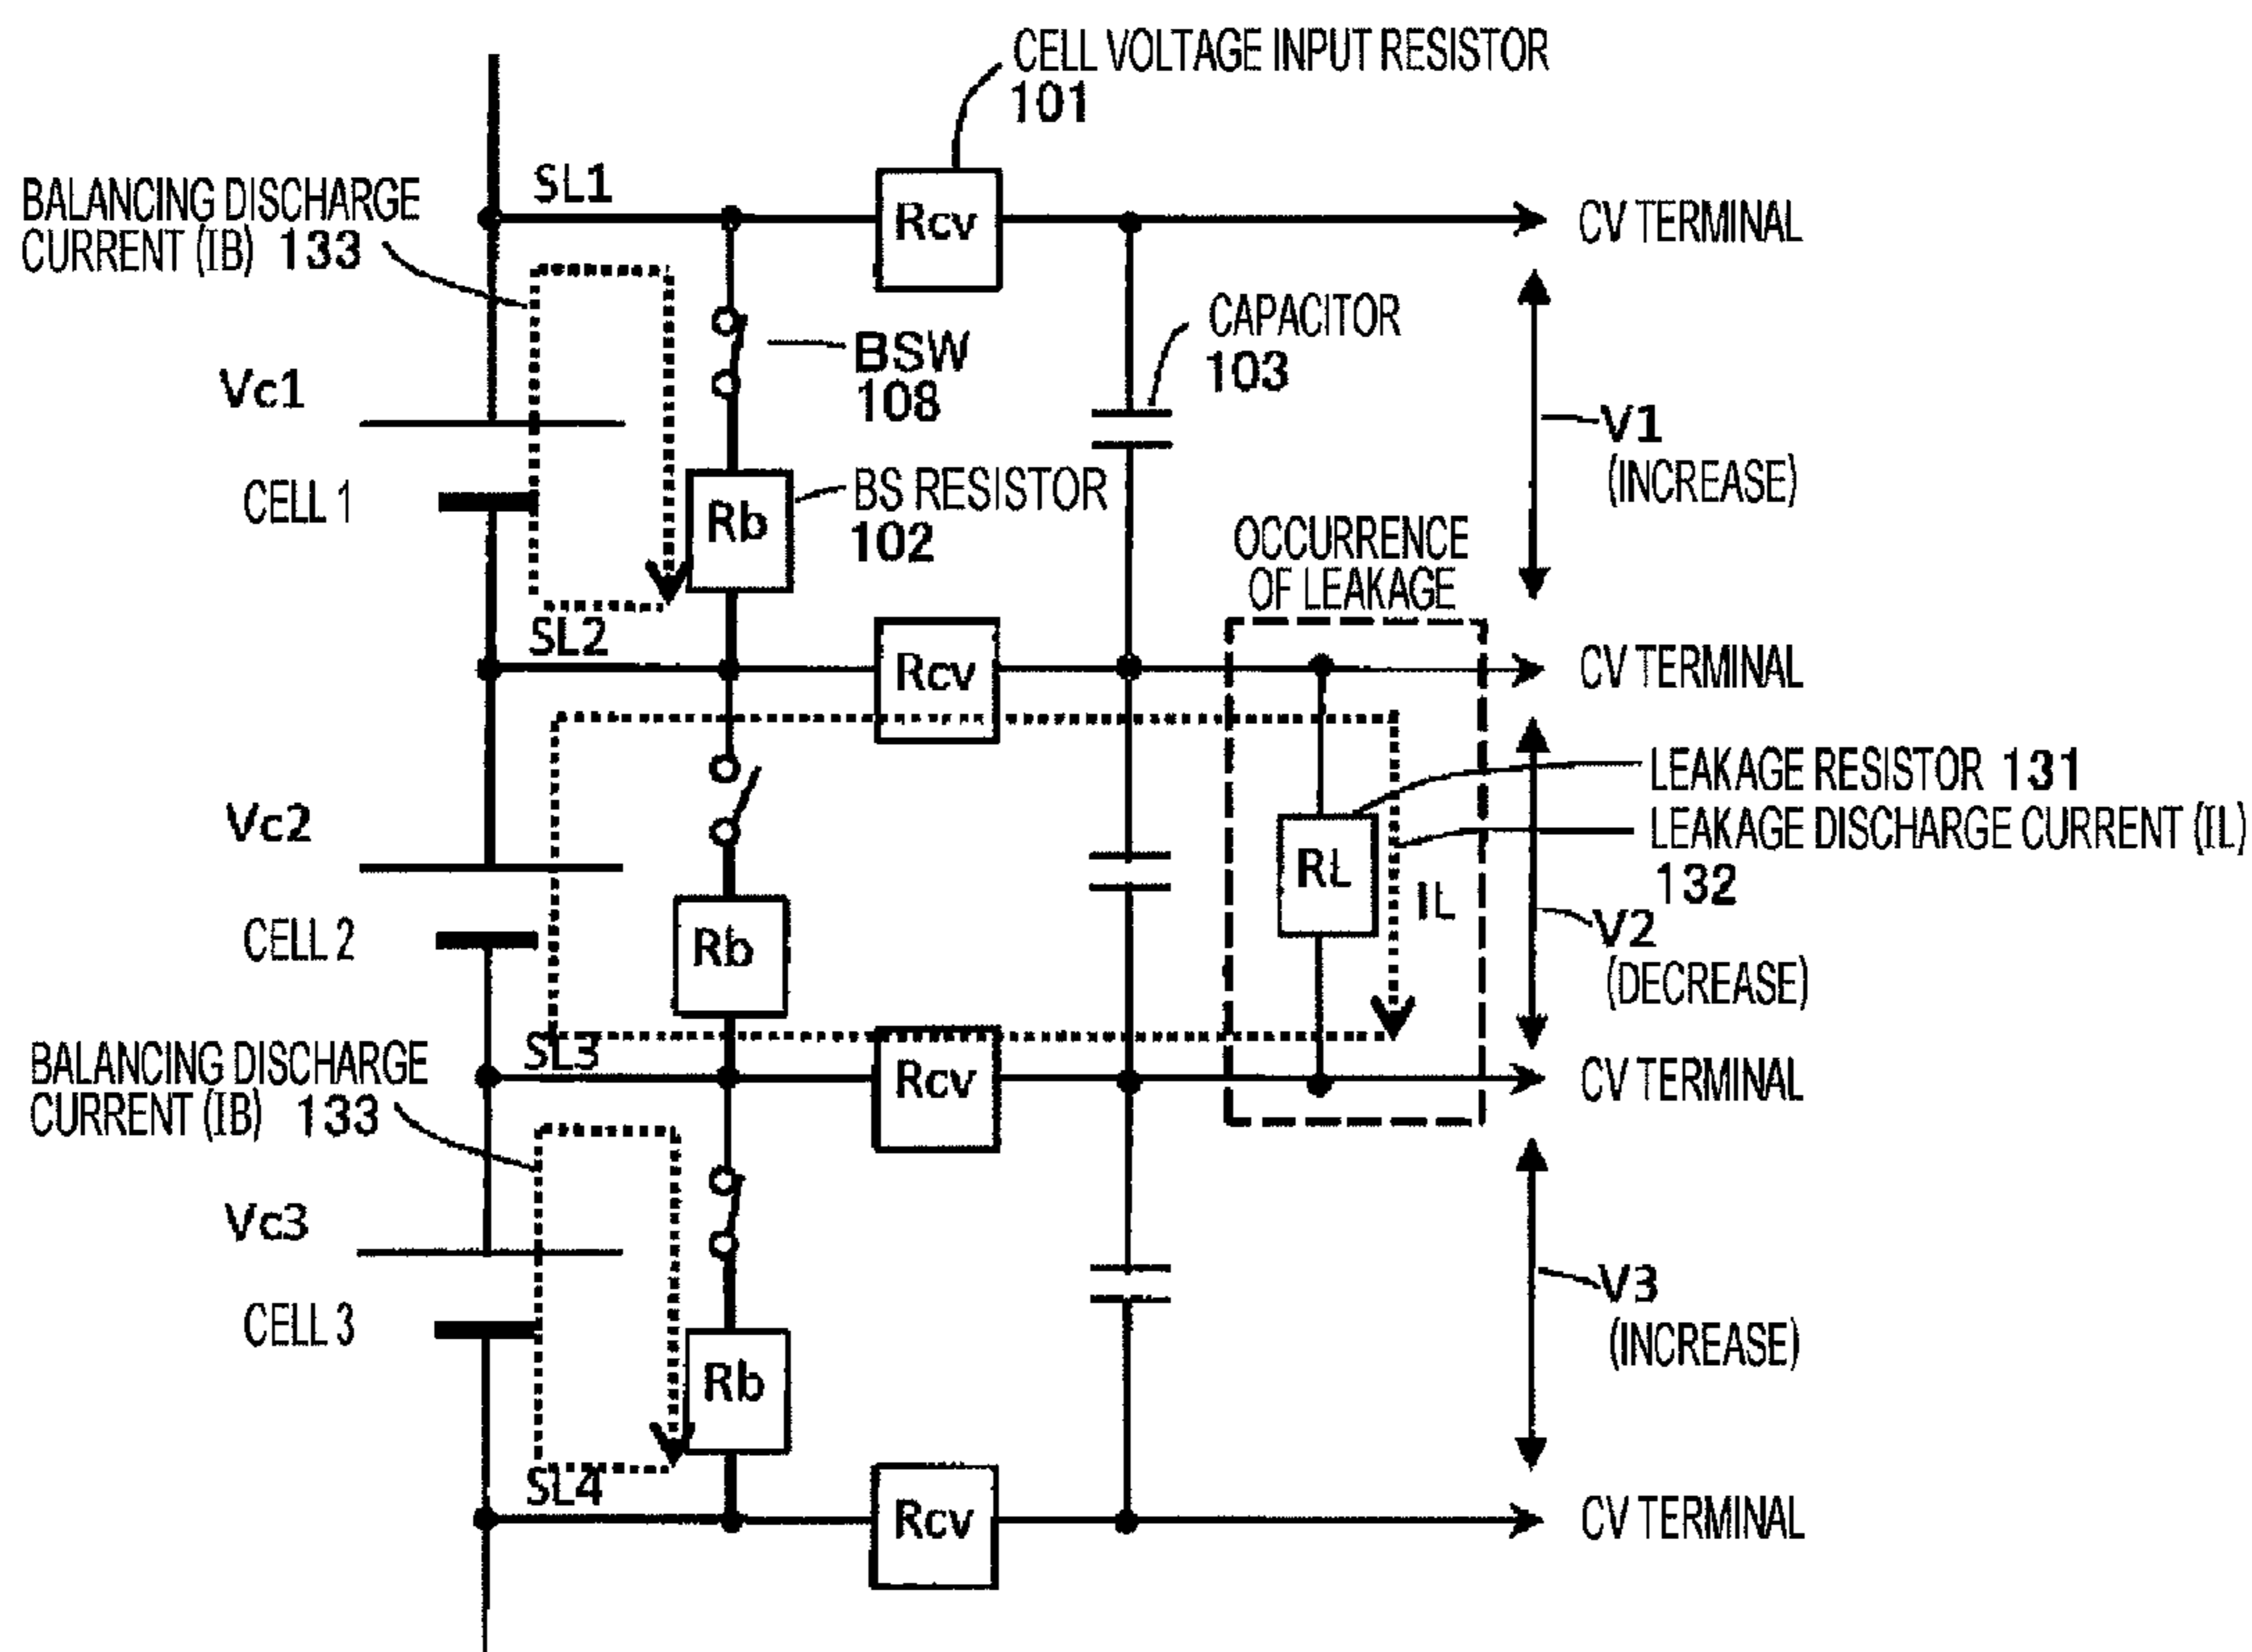 CELL VOLTAGE INPUT RESISTOR
101
SL1
BALANCING DISCHARGE
CURRENT (IB) 133
Rcv
CV TERMINAL
CAPACITOR
103
BSW
108
Vc1
V1
(INCREASE)
CELL 1
Rb
BS RESISTOR
102
OCCURRENCE
OF LEAKAGE
SL2
Rcv
CV TERMINAL
LEAKAGE RESISTOR 131
LEAKAGE DISCHARGE CURRENT (IL)
132
Vc2
RL
IL
CELL 2
Rb
V2
(DECREASE)
SL3
BALANCING DISCHARGE
CURRENT (IB) 133
Rcv
CV TERMINAL
Vc3
V3
(INCREASE)
CELL 3
Rb
SL4
Rcv
CV TERMINAL